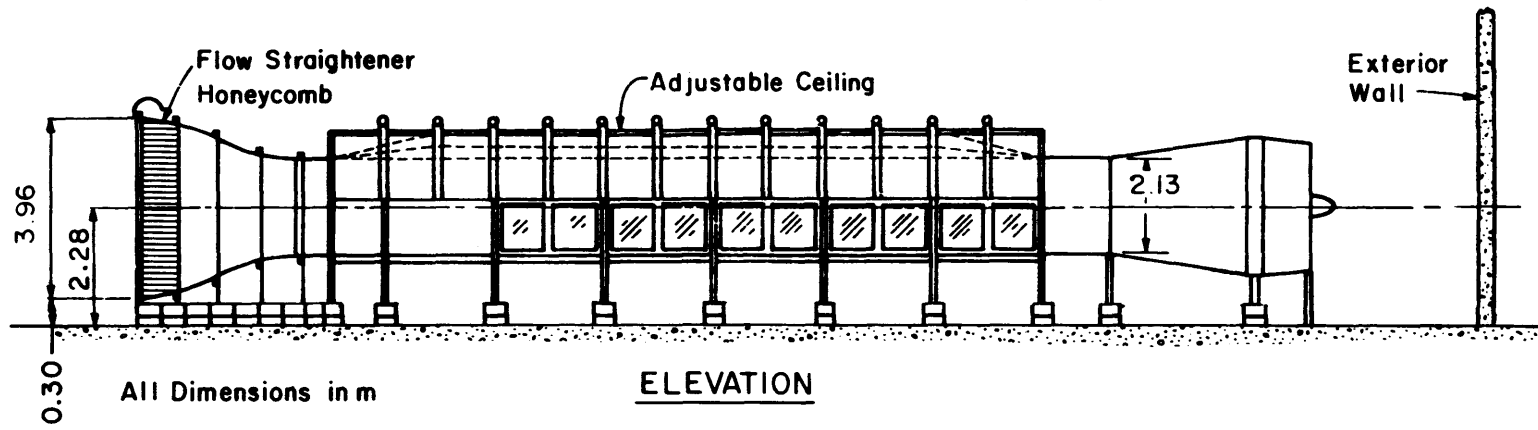 Flow Straightener
Honeycomb
Adjustable Ceiling
Exterior
Wall
3.96
2.28
2.13
0.30
All Dimensions in m
ELEVATION